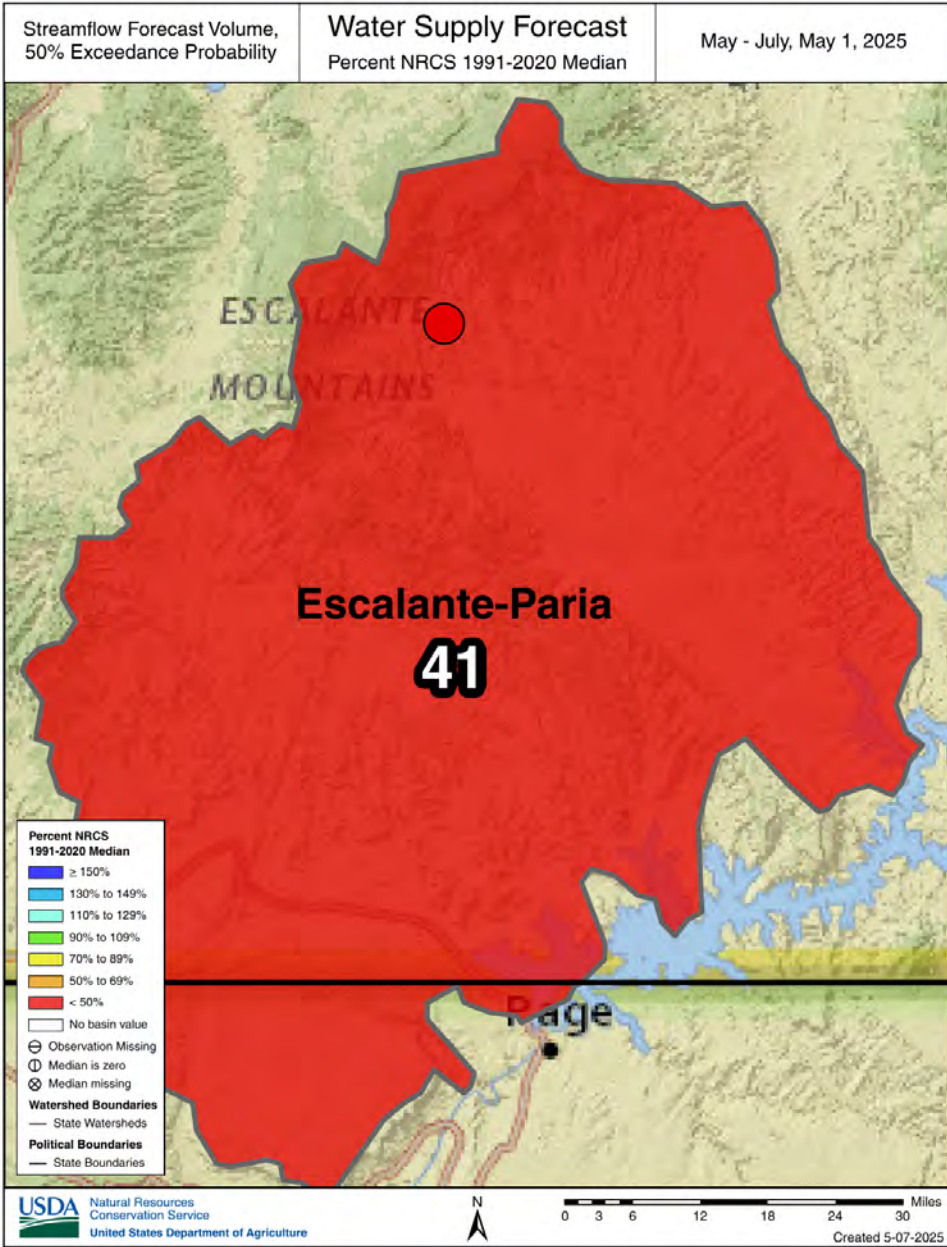 Streamflow Forecast Volume,
50% Exceedance Probability
Water Supply Forecast
Percent NRCS 1991-2020 Median
May - July, May 1, 2025
ESCALANTE
MOUNTAINS
Escalante-Paria
41
Page
Percent NRCS
1991-2020 Median
≥ 150%
130% to 149%
110% to 129%
90% to 109%
70% to 89%
50% to 69%
< 50%
No basin value
Observation Missing
Median is zero
Median missing
Watershed Boundaries
State Watersheds
Political Boundaries
State Boundaries
USDA
Natural Resources
Conservation Service
United States Department of Agriculture
N
Miles
0 3 6 12 18 24 30
Created 5-07-2025